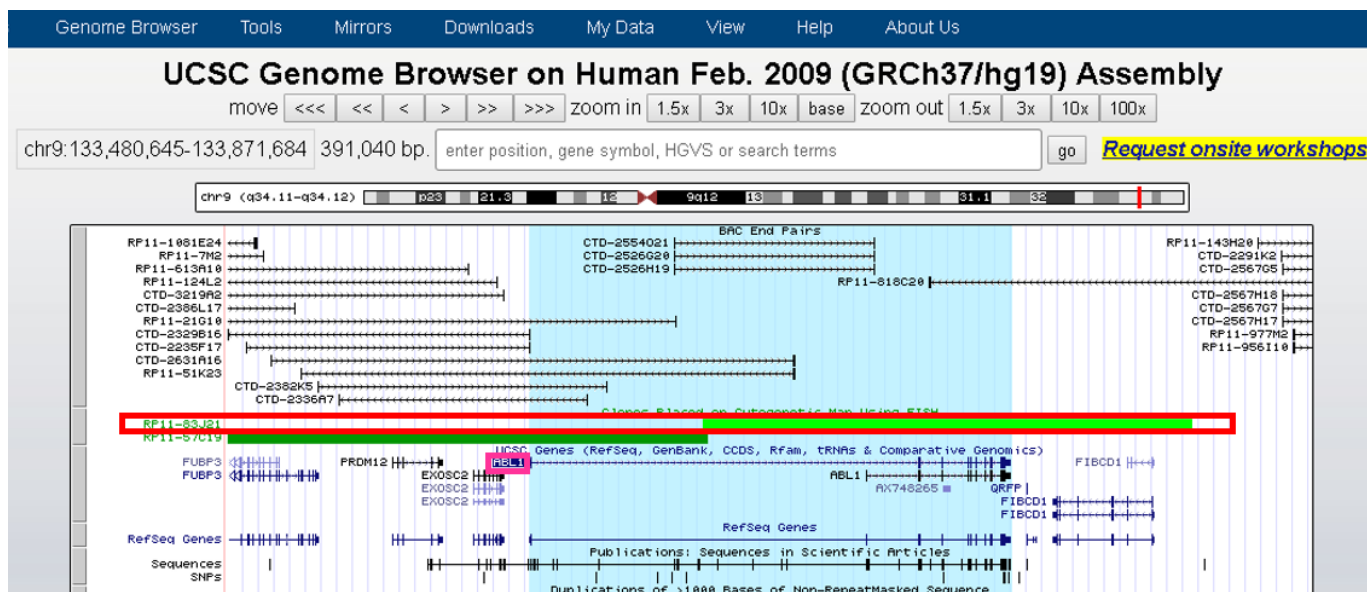 Genome Browser Tools Mirrors Downloads My Data View Help About Us
UCSC Genome Browser on Human Feb. 2009 (GRCh37/hg19) Assembly
move <<< << < > >> >>> zoom in 1.5x 3x 10x base zoom out 1.5x 3x 10x 100x
chr9:133,480,645-133,871,684 391,040 bp. enter position, gene symbol, HGVS or search terms go Request onsite workshops
chr9 (q34.11-q34.12) p23 21.3 12 9q12 13 31.1 32
BAC End Pairs
RP11-1081E24 CTD-2554O21 RP11-143H20
RP11-7M2 CTD-2526G20 CTD-2291K2
RP11-613A10 CTD-2526H19 CTD-2567G5
RP11-124L2 RP11-818C20
CTD-3219A2 CTD-2567H18
CTD-2386L17 CTD-2567G7
RP11-21G10 CTD-2567H17
CTD-2329B16 RP11-977M2
CTD-2235F17 RP11-956I10
CTD-2631A16
RP11-51K23
CTD-2382K5
CTD-2336A7
Clones Placed on Cytogenetic Map Using FISH
RP11-83J21
RP11-57C19
UCSC Genes (RefSeq, GenBank, CCDS, Rfam, tRNAs & Comparative Genomics)
FUBP3 PRDM12 ABL1 FIBCD1
FUBP3 EXOSC2 ABL1
EXOSC2 AX748265 QRFP
EXOSC2 FIBCD1
FIBCD1
RefSeq Genes
RefSeq Genes
Publications: Sequences in Scientific Articles
Sequences
SNPs
Duplications of >1000 Bases of Non-RepeatMasked Sequence